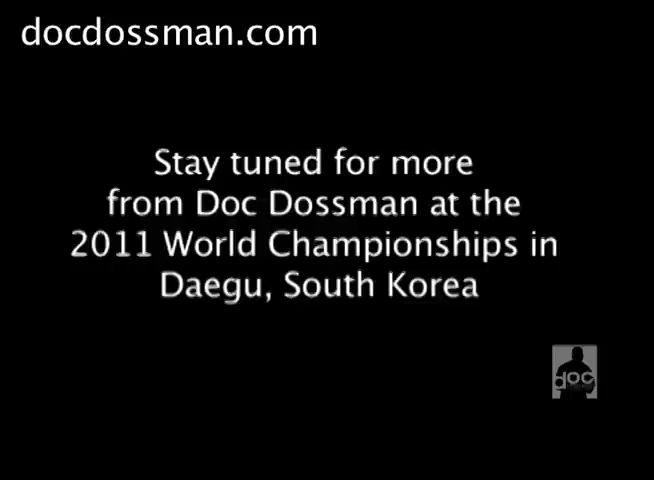 docdossman.com
Stay tuned for more
from Doc Dossman at the
2011 World Championships in
Daegu, South Korea
doc